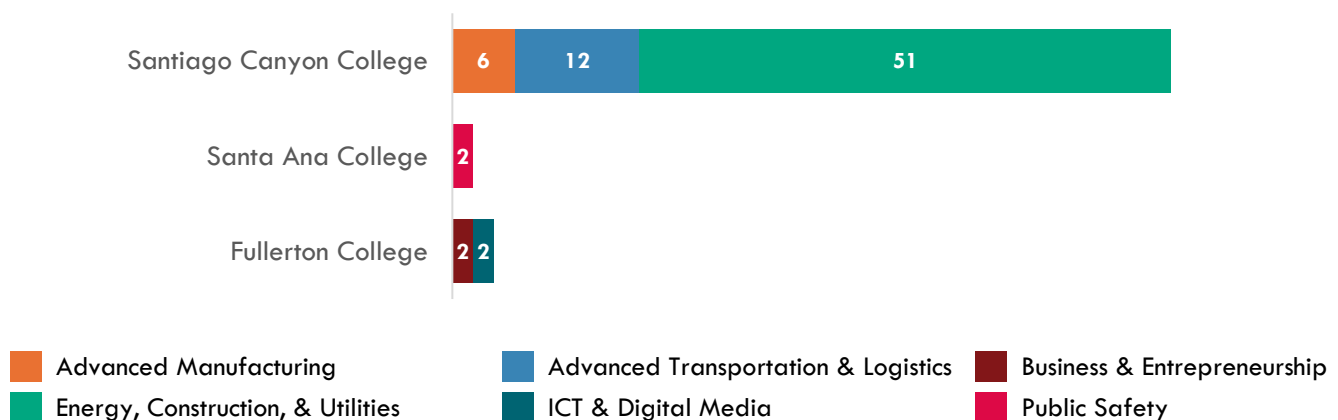 Santiago Canyon College 6 12 51
Santa Ana College 2
Fullerton College 2 2
Advanced Manufacturing Advanced Transportation & Logistics Business & Entrepreneurship
Energy, Construction, & Utilities ICT & Digital Media Public Safety